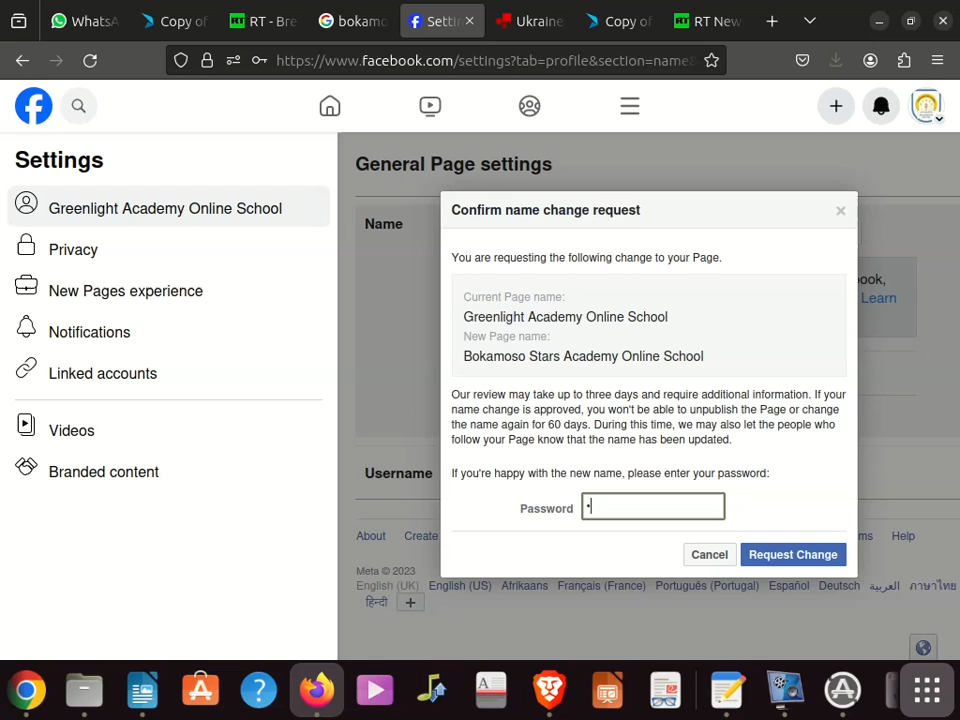 WhatsA
Copy of
RT - Bre
bokamo
Settin
Ukraine
Copy of
RT New
https://www.facebook.com/settings?tab=profile&section=name&
Settings
Greenlight Academy Online School
Privacy
New Pages experience
Notifications
Linked accounts
Videos
Branded content
General Page settings
Name
ook,
Learn
Username
Confirm name change request
You are requesting the following change to your Page.
Current Page name:
Greenlight Academy Online School
New Page name:
Bokamoso Stars Academy Online School
Our review may take up to three days and require additional information. If your
name change is approved, you won't be able to unpublish the Page or change
the name again for 60 days. During this time, we may also let the people who
follow your Page know that the name has been updated.
If you're happy with the new name, please enter your password:
Password
Cancel Request Change
About Create ms Help
Meta © 2023
English (UK) English (US) Afrikaans Français (France) Português (Portugal) Español Deutsch العربية ภาษาไทย
हिन्दी